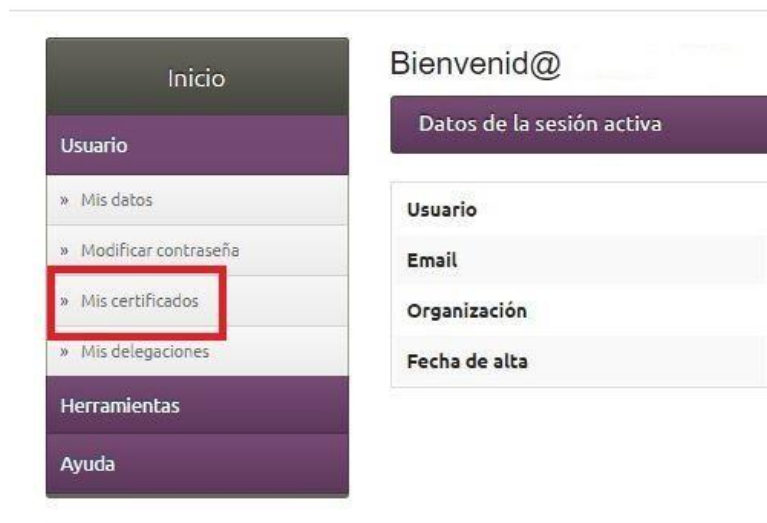 Inicio
Usuario
» Mis datos
» Modificar contraseña
» Mis certificados
» Mis delegaciones
Herramientas
Ayuda
Bienvenid@
Datos de la sesión activa
Usuario
Email
Organización
Fecha de alta